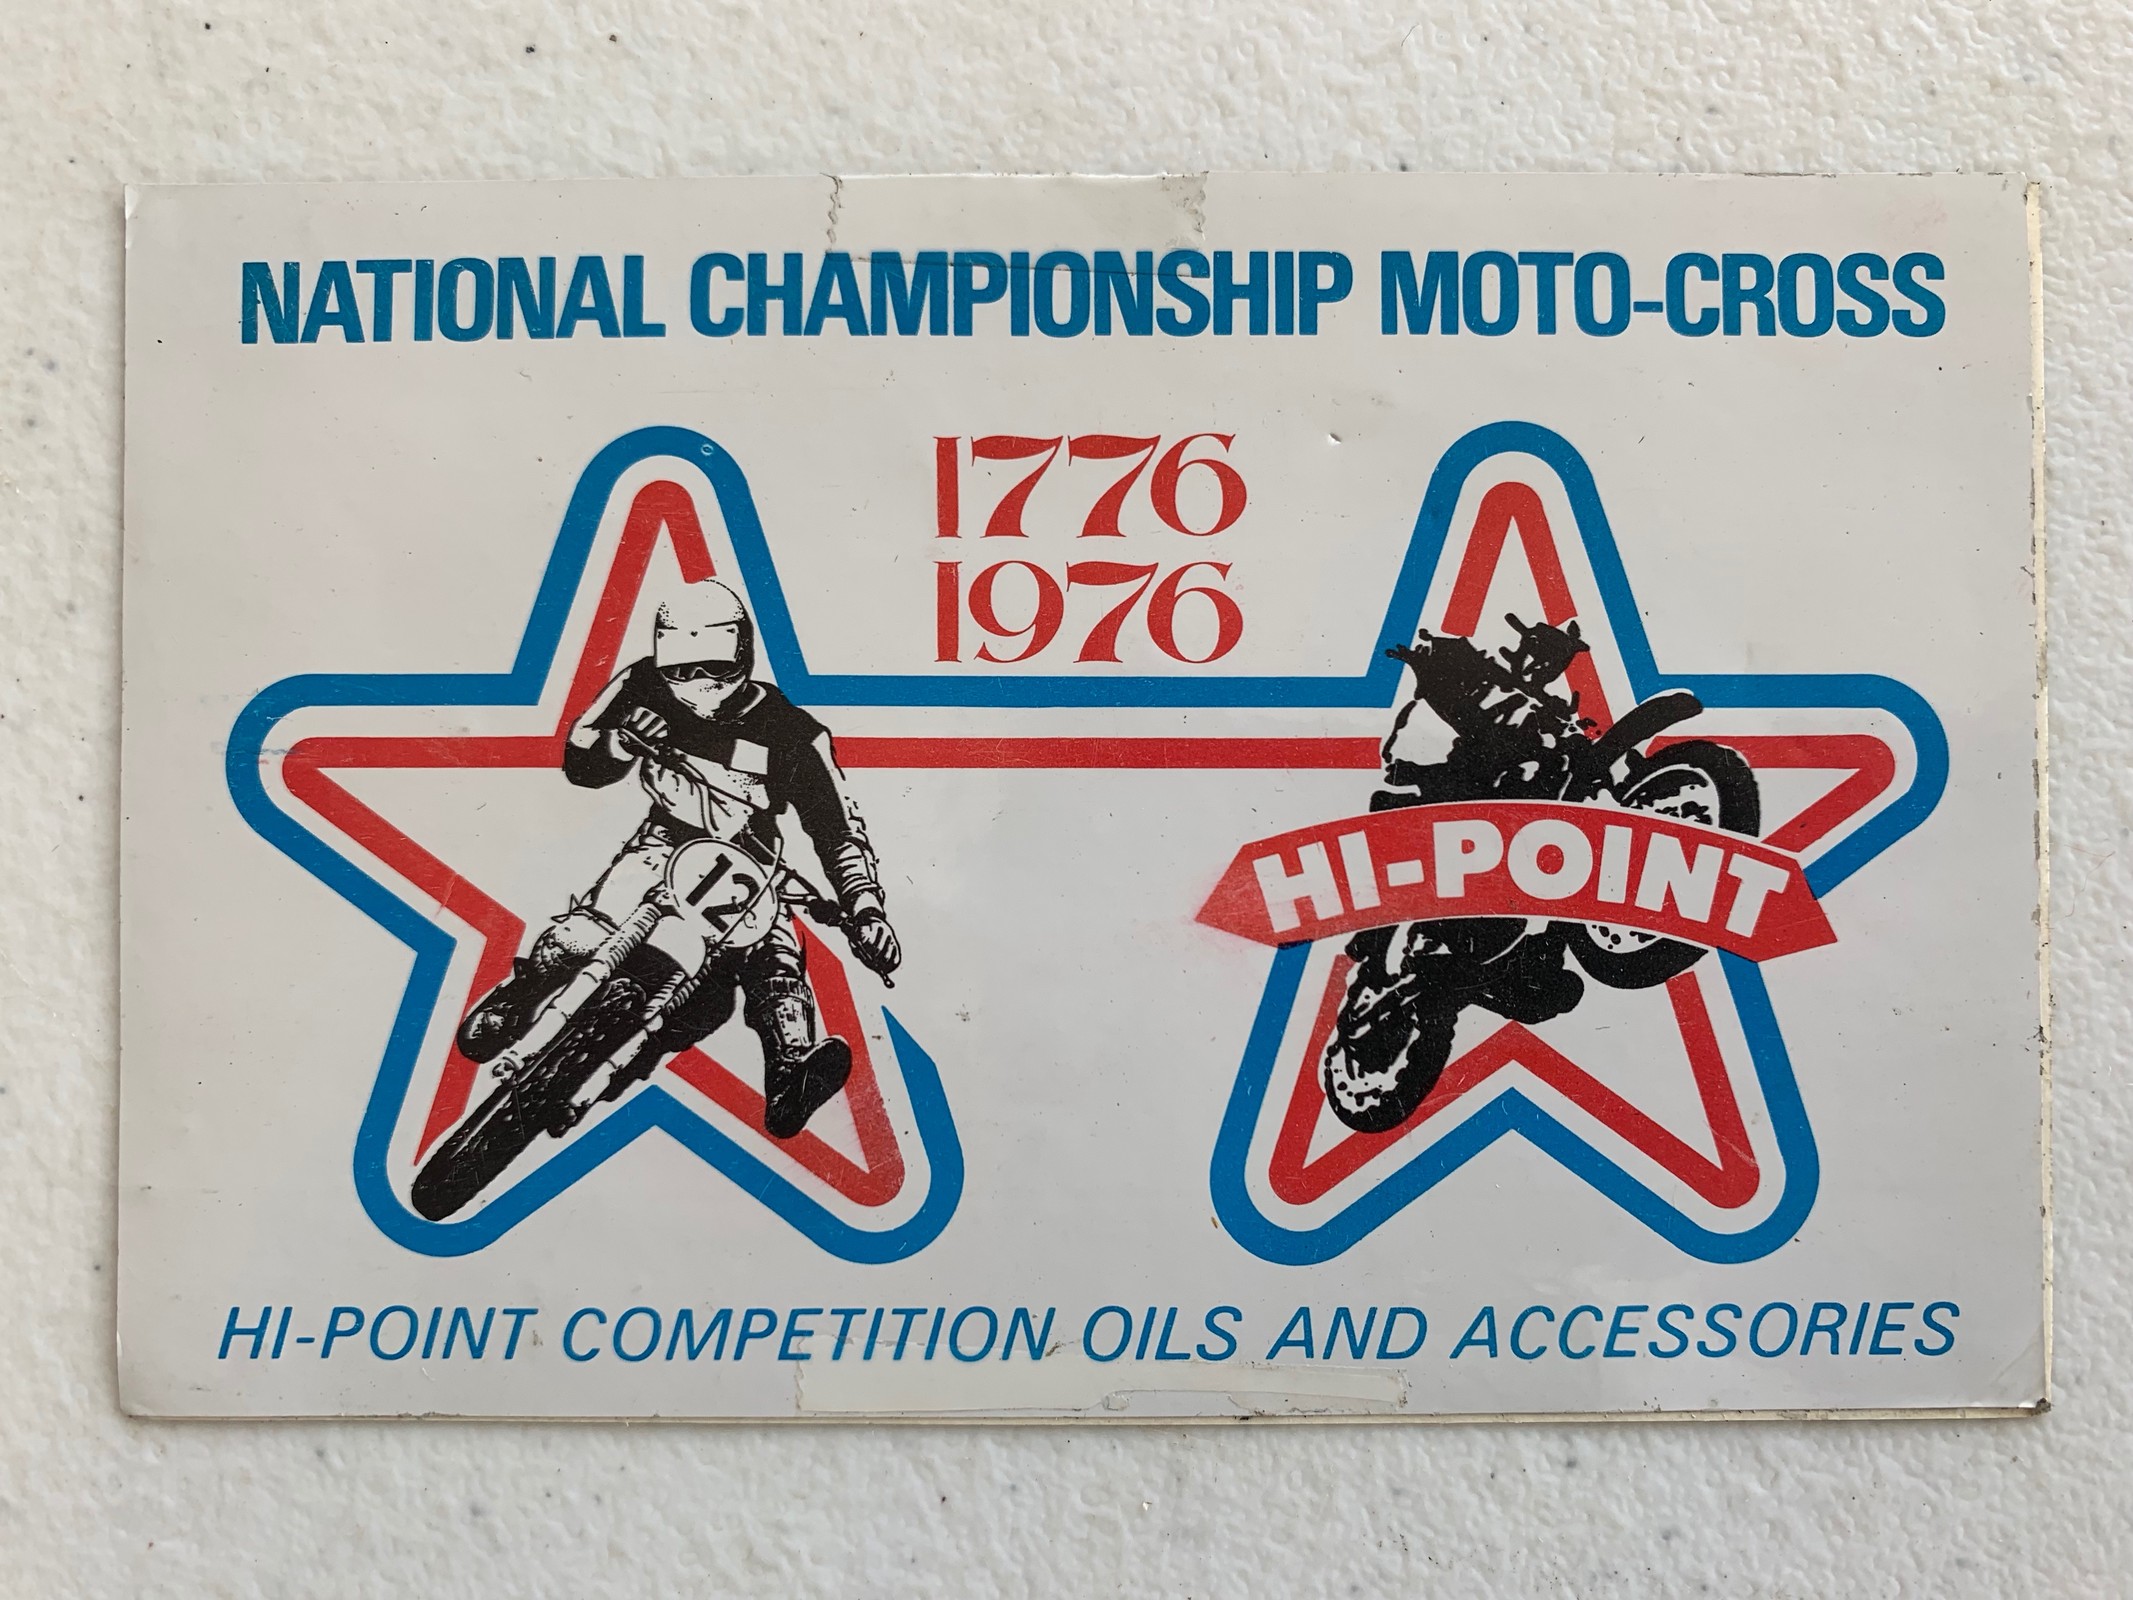 NATIONAL CHAMPIONSHIP MOTO-CROSS
1776
1976
12
HI-POINT
HI-POINT COMPETITION OILS AND ACCESSORIES